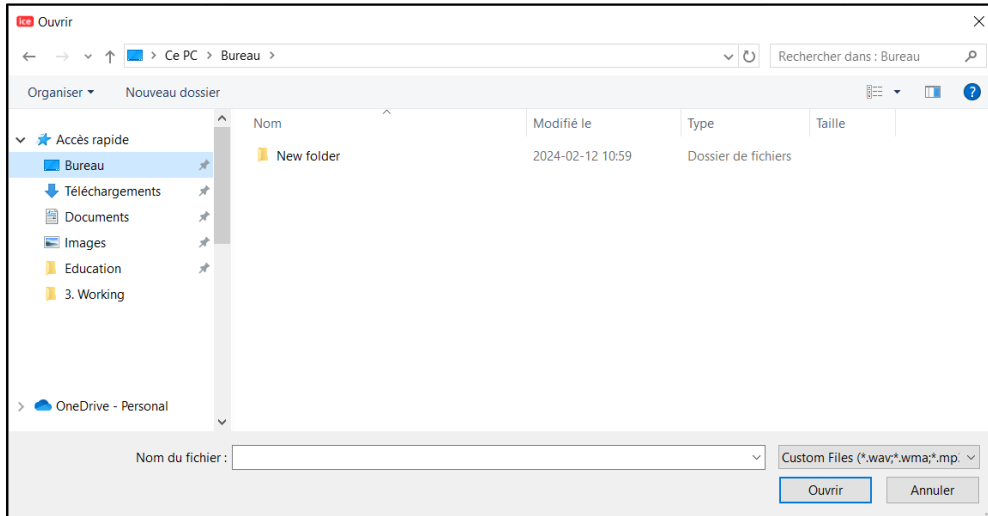 ice Ouvrir
Ce PC > Bureau >
Rechercher dans : Bureau
Organiser
Nouveau dossier
?
Nom
Modifié le
Type
Taille
Accès rapide
Bureau
Téléchargements
Documents
Images
Education
3. Working
OneDrive - Personal
New folder
2024-02-12 10:59
Dossier de fichiers
Nom du fichier :
Custom Files (*.wav;*.wma;*.mp
Ouvrir
Annuler